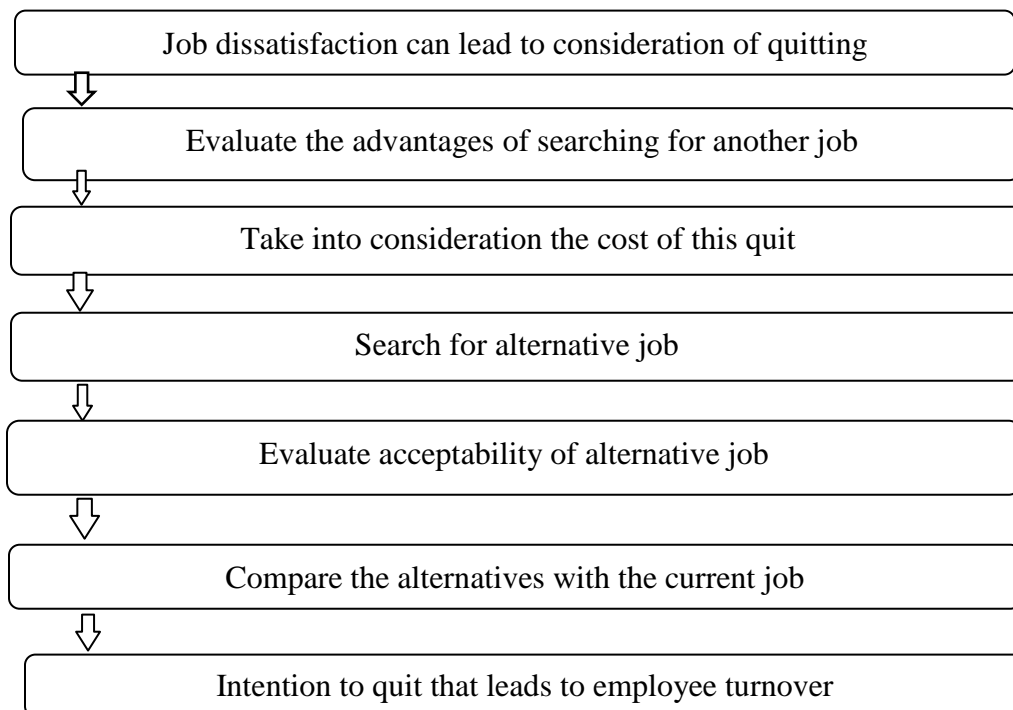 Job dissatisfaction can lead to consideration of quitting
Evaluate the advantages of searching for another job
Take into consideration the cost of this quit
Search for alternative job
Evaluate acceptability of alternative job
Compare the alternatives with the current job
Intention to quit that leads to employee turnover